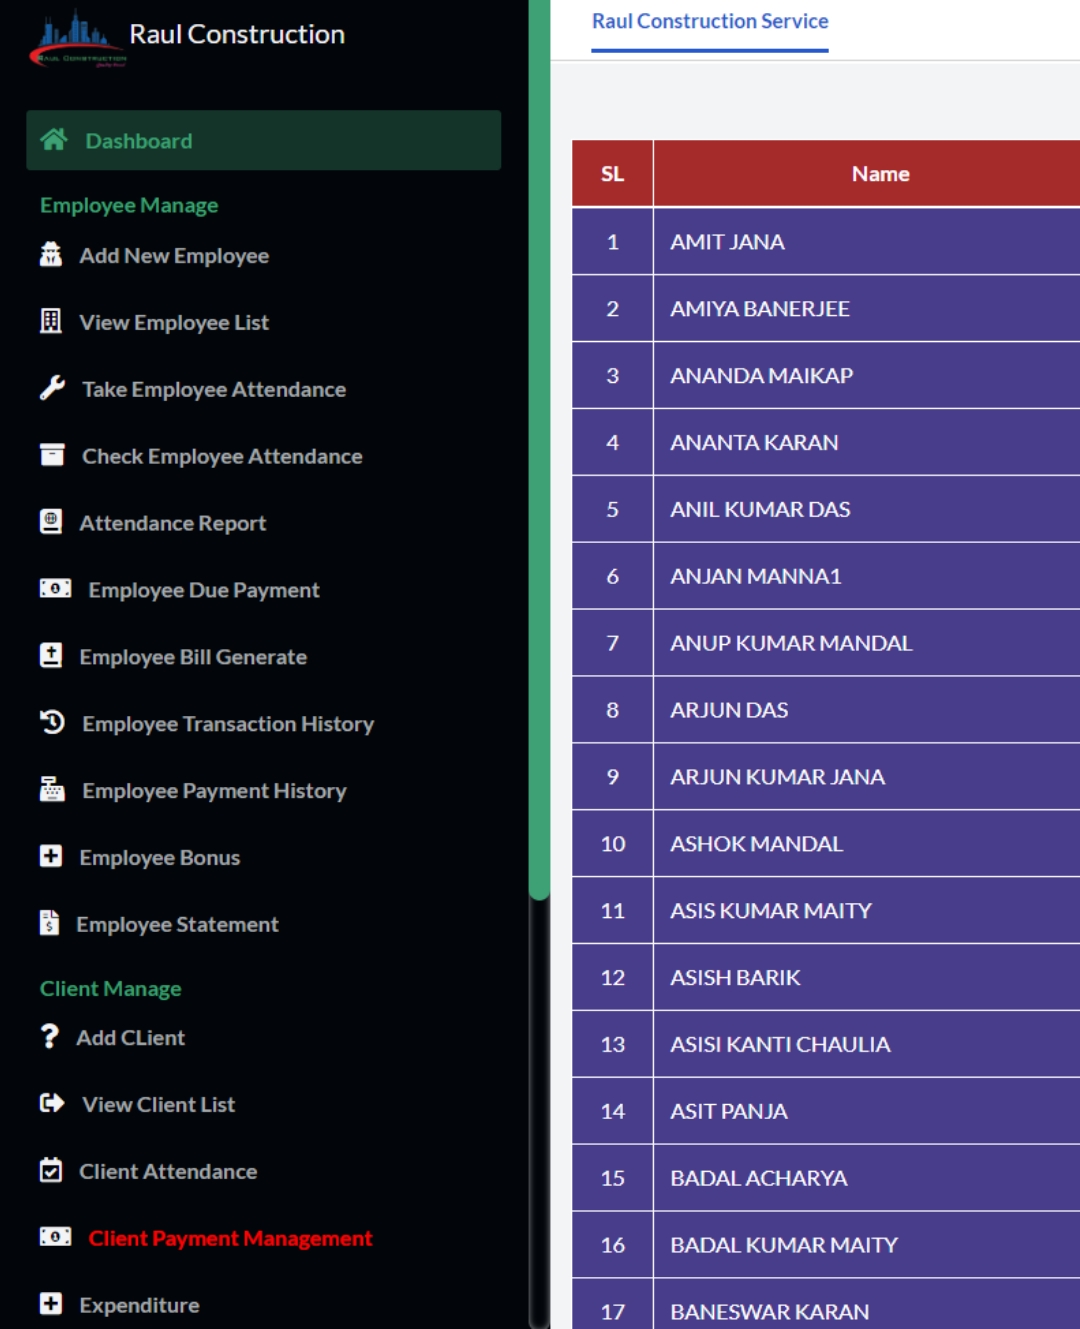 Raul Construction
RAUL CONSTRUCTION
Dashboard
Employee Manage
Add New Employee
View Employee List
Take Employee Attendance
Check Employee Attendance
Attendance Report
Employee Due Payment
Employee Bill Generate
Employee Transaction History
Employee Payment History
Employee Bonus
Employee Statement
Client Manage
Add CLient
View Client List
Client Attendance
Client Payment Management
Expenditure
Raul Construction Service
SL Name
1 AMIT JANA
2 AMIYA BANERJEE
3 ANANDA MAIKAP
4 ANANTA KARAN
5 ANIL KUMAR DAS
6 ANJAN MANNA1
7 ANUP KUMAR MANDAL
8 ARJUN DAS
9 ARJUN KUMAR JANA
10 ASHOK MANDAL
11 ASIS KUMAR MAITY
12 ASISH BARIK
13 ASISI KANTI CHAULIA
14 ASIT PANJA
15 BADAL ACHARYA
16 BADAL KUMAR MAITY
17 BANESWAR KARAN